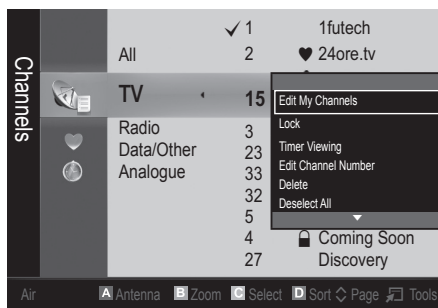 Channels
✓ 1 1futech
All 2 ♥ 24ore.tv
TV 15
Radio 3
Data/Other 23
Analogue 33
32
5
4 Coming Soon
27 Discovery
Edit My Channels
Lock
Timer Viewing
Edit Channel Number
Delete
Deselect All
Air A Antenna B Zoom C Select D Sort Page Tools